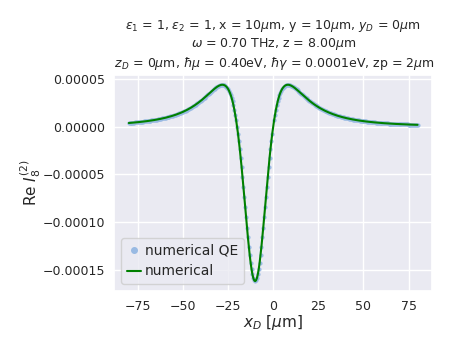 ε₁ = 1, ε₂ = 1, x = 10μm, y = 10μm, y_D = 0μm
ω = 0.70 THz, z = 8.00μm
z_D = 0μm, ℏμ = 0.40eV, ℏγ = 0.0001eV, zp = 2μm
0.00005
0.00000
−0.00005
−0.00010
−0.00015
Re I₈⁽²⁾
numerical QE
numerical
−75 −50 −25 0 25 50 75
x_D [μm]